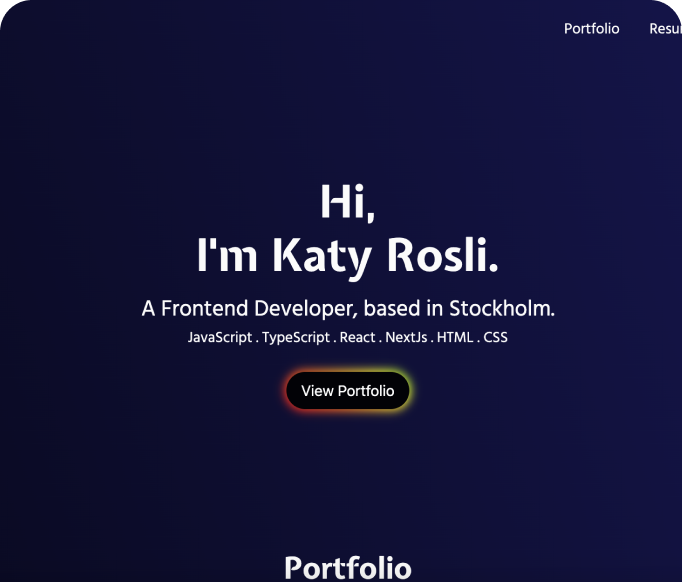 Portfolio Resu
Hi,
I'm Katy Rosli.
A Frontend Developer, based in Stockholm.
JavaScript . TypeScript . React . NextJs . HTML . CSS
View Portfolio
Portfolio